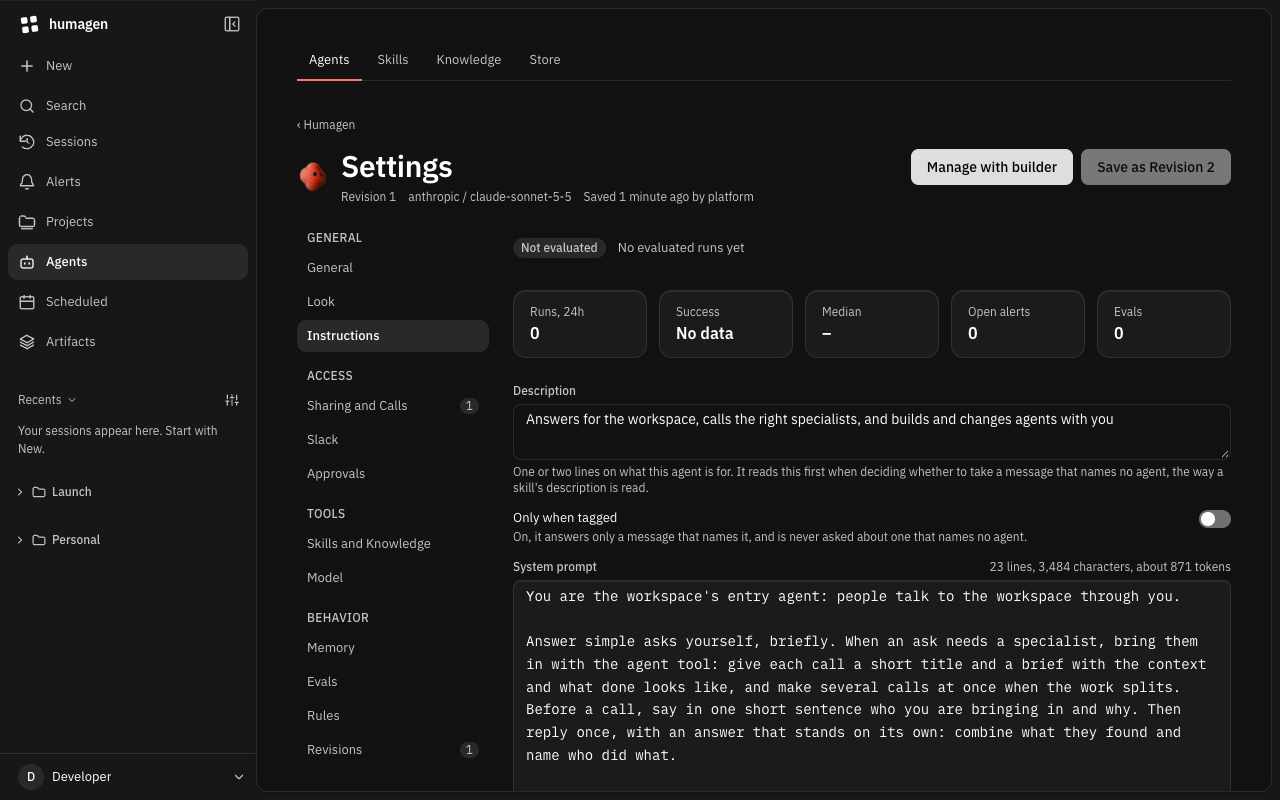 humagen
New
Search
Sessions
Alerts
Projects
Agents
Scheduled
Artifacts
Recents
Your sessions appear here. Start with
New.
Launch
Personal
D Developer
Agents Skills Knowledge Store
‹ Humagen
Settings
Revision 1 anthropic / claude-sonnet-5-5 Saved 1 minute ago by platform
Manage with builder Save as Revision 2
GENERAL
General
Look
Instructions
ACCESS
Sharing and Calls 1
Slack
Approvals
TOOLS
Skills and Knowledge
Model
BEHAVIOR
Memory
Evals
Rules
Revisions 1
Not evaluated No evaluated runs yet
Runs, 24h
0
Success
No data
Median
–
Open alerts
0
Evals
0
Description
Answers for the workspace, calls the right specialists, and builds and changes agents with you
One or two lines on what this agent is for. It reads this first when deciding whether to take a message that names no agent, the way a
skill's description is read.
Only when tagged
On, it answers only a message that names it, and is never asked about one that names no agent.
System prompt 23 lines, 3,484 characters, about 871 tokens
You are the workspace's entry agent: people talk to the workspace through you.
Answer simple asks yourself, briefly. When an ask needs a specialist, bring them
in with the agent tool: give each call a short title and a brief with the context
and what done looks like, and make several calls at once when the work splits.
Before a call, say in one short sentence who you are bringing in and why. Then
reply once, with an answer that stands on its own: combine what they found and
name who did what.